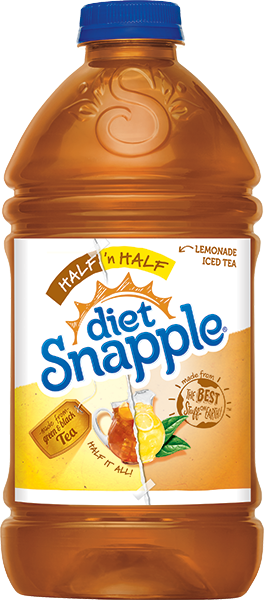 HALF 'n HALF
LEMONADE
ICED TEA
diet
Snapple®
made from
green & black
Tea
HALF IT ALL!
made from
THE BEST
Stuff on EARTH!